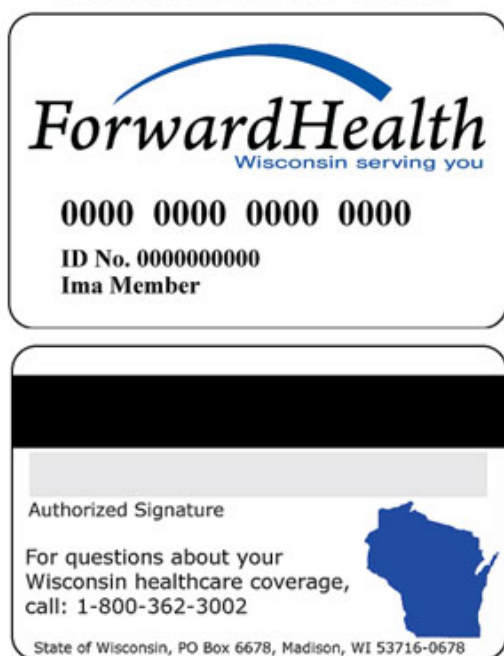 ForwardHealth
Wisconsin serving you
0000 0000 0000 0000
ID No. 0000000000
Ima Member
Authorized Signature
For questions about your
Wisconsin healthcare coverage,
call: 1-800-362-3002
State of Wisconsin, PO Box 6678, Madison, WI 53716-0678